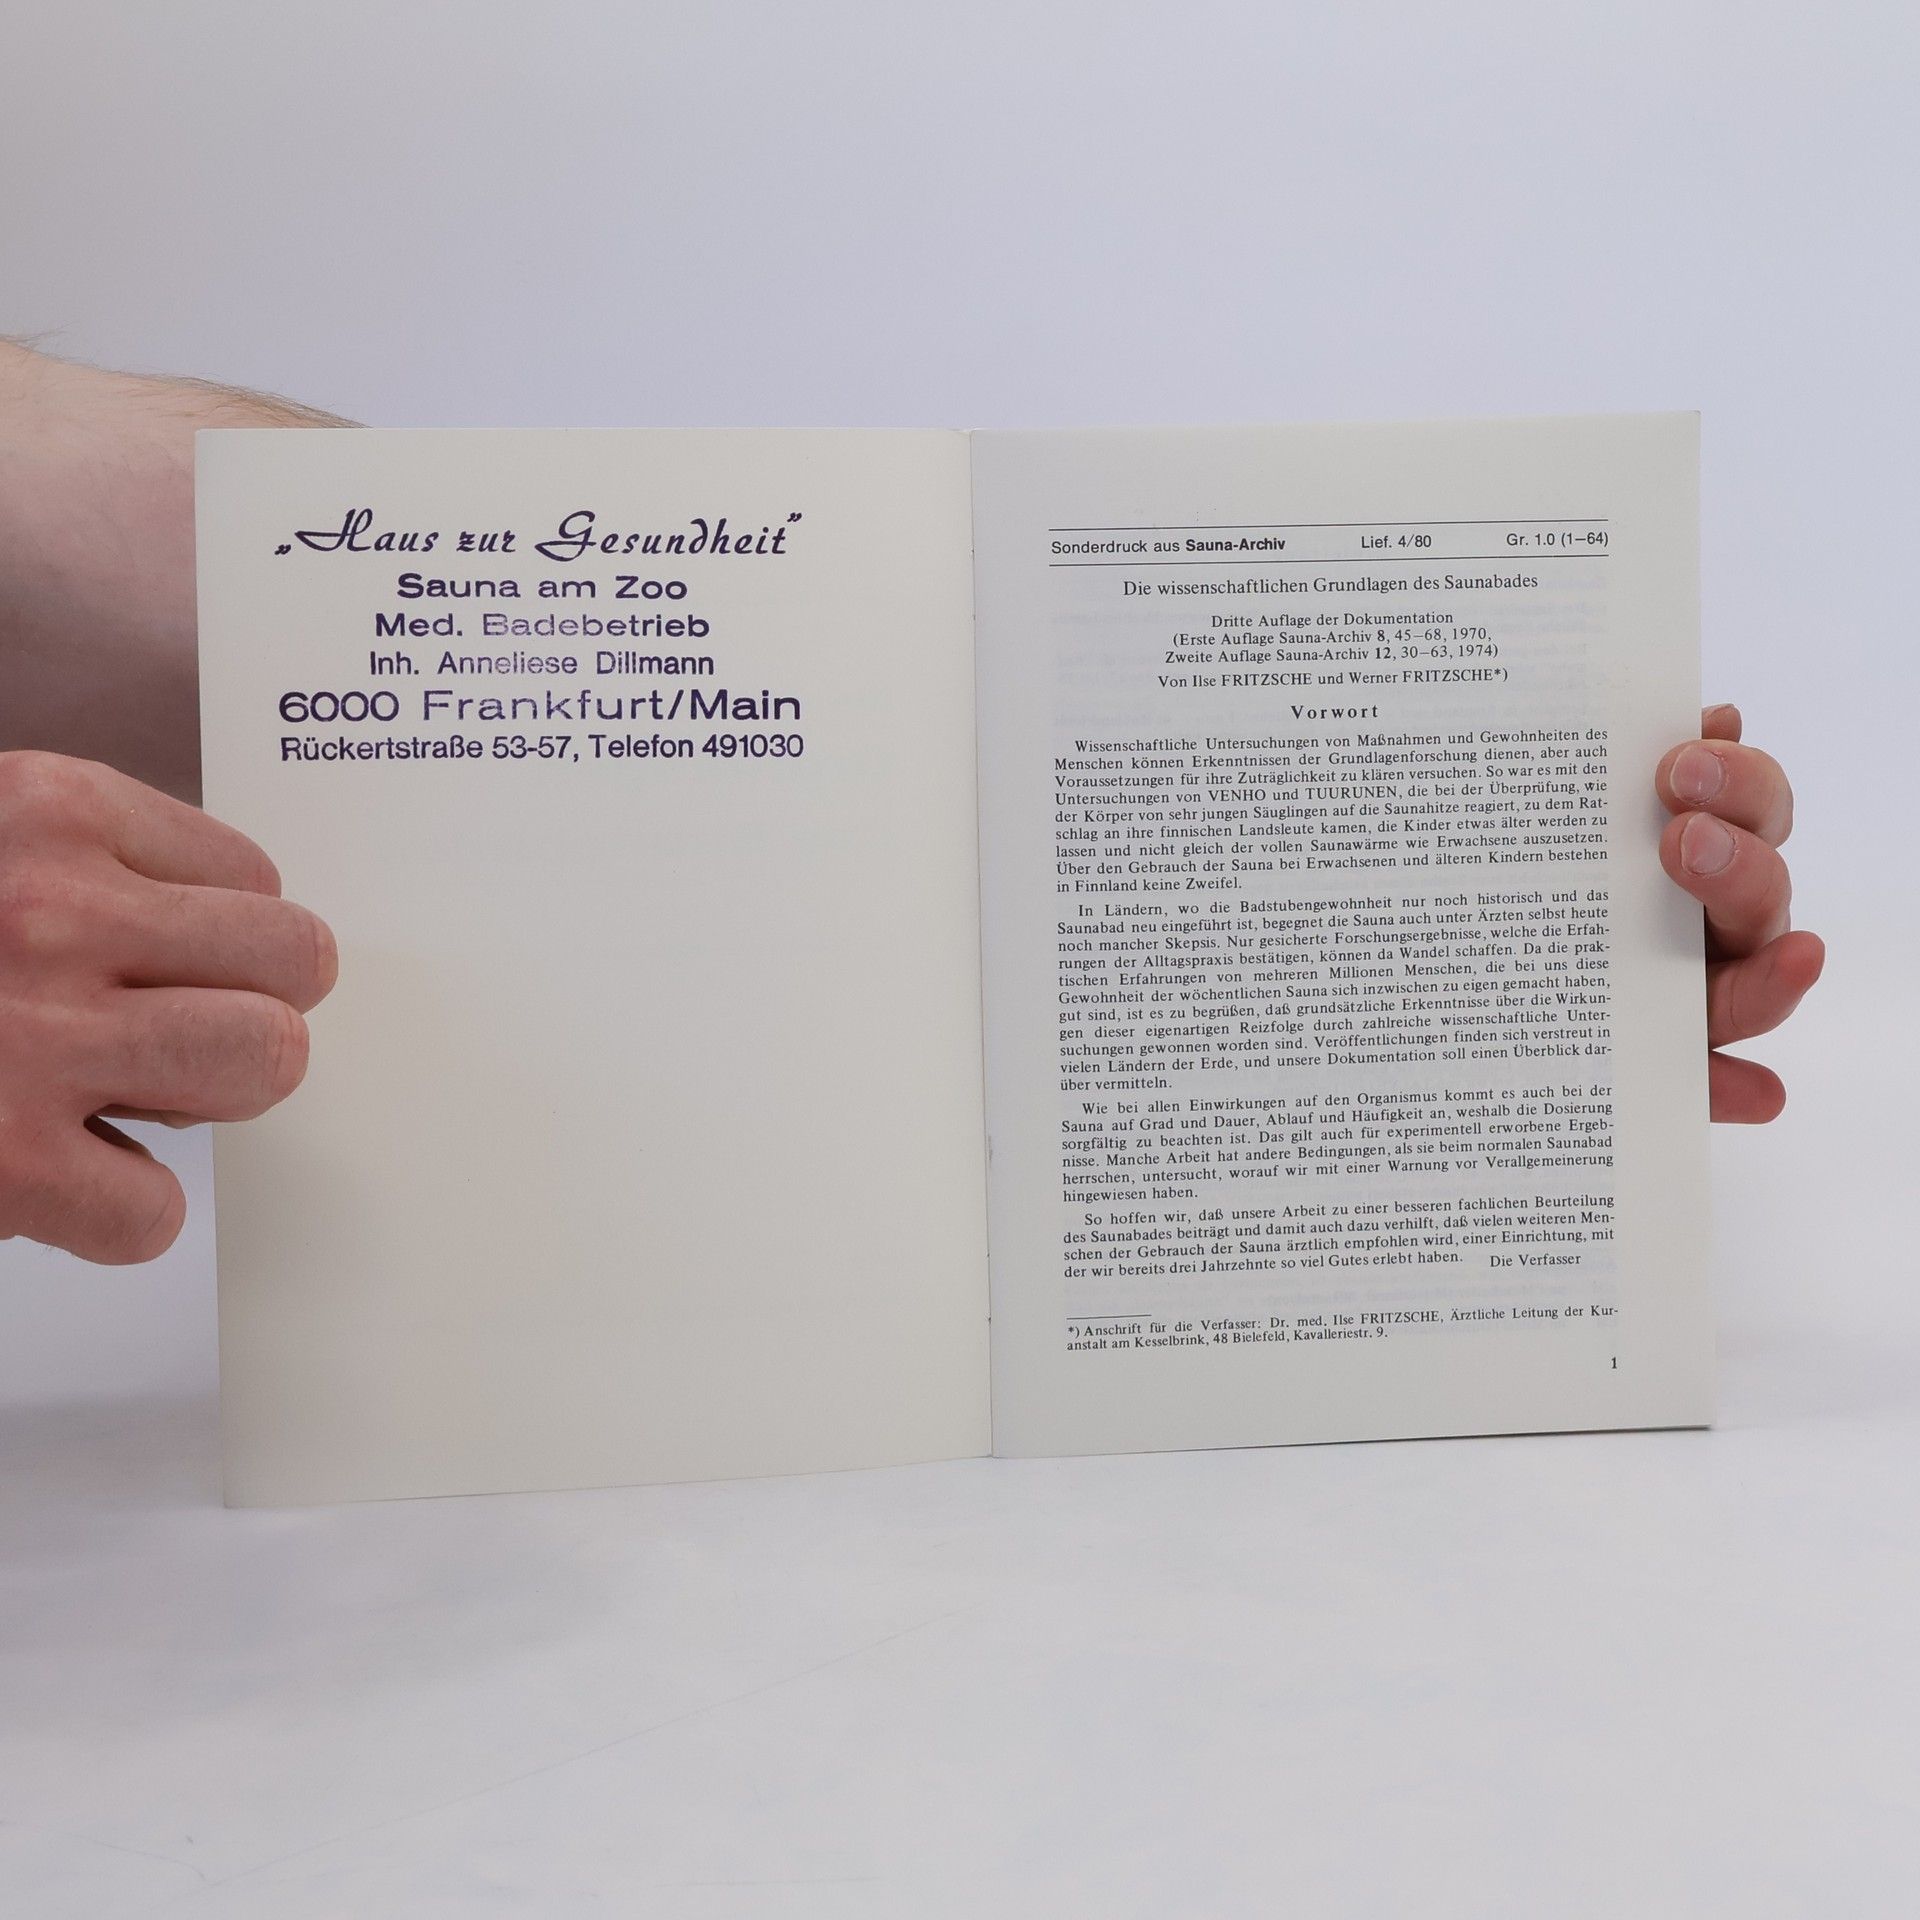 „Haus zur Gesundheit”
Sauna am Zoo
Med. Badebetrieb
Inh. Anneliese Dillmann
6000 Frankfurt/Main
Rückertstraße 53-57, Telefon 491030
Sonderdruck aus Sauna-Archiv Lief. 4/80 Gr. 1.0 (1–64)
Die wissenschaftlichen Grundlagen des Saunabades
Dritte Auflage der Dokumentation
(Erste Auflage Sauna-Archiv 8, 45–68, 1970,
Zweite Auflage Sauna-Archiv 12, 30–63, 1974)
Von Ilse FRITZSCHE und Werner FRITZSCHE*)
Vorwort
Wissenschaftliche Untersuchungen von Maßnahmen und Gewohnheiten des
Menschen können Erkenntnissen der Grundlagenforschung dienen, aber auch
Voraussetzungen für ihre Zuträglichkeit zu klären versuchen. So war es mit den
Untersuchungen von VENHO und TUURUNEN, die bei der Überprüfung, wie
der Körper von sehr jungen Säuglingen auf die Saunahitze reagiert, zu dem Rat-
schlag an ihre finnischen Landsleute kamen, die Kinder etwas älter werden zu
lassen und nicht gleich der vollen Saunawärme wie Erwachsene auszusetzen.
Über den Gebrauch der Sauna bei Erwachsenen und älteren Kindern bestehen
in Finnland keine Zweifel.
In Ländern, wo die Badstubengewohnheit nur noch historisch und das
Saunabad neu eingeführt ist, begegnet die Sauna auch unter Ärzten selbst heute
noch mancher Skepsis. Nur gesicherte Forschungsergebnisse, welche die Erfah-
rungen der Alltagspraxis bestätigen, können da Wandel schaffen. Da die prak-
tischen Erfahrungen von mehreren Millionen Menschen, die bei uns diese
Gewohnheit der wöchentlichen Sauna sich inzwischen zu eigen gemacht haben,
gut sind, ist es zu begrüßen, daß grundsätzliche Erkenntnisse über die Wirkun-
gen dieser eigenartigen Reizfolge durch zahlreiche wissenschaftliche Unter-
suchungen gewonnen worden sind. Veröffentlichungen finden sich verstreut in
vielen Ländern der Erde, und unsere Dokumentation soll einen Überblick dar-
über vermitteln.
Wie bei allen Einwirkungen auf den Organismus kommt es auch bei der
Sauna auf Grad und Dauer, Ablauf und Häufigkeit an, weshalb die Dosierung
sorgfältig zu beachten ist. Das gilt auch für experimentell erworbene Ergeb-
nisse. Manche Arbeit hat andere Bedingungen, als sie beim normalen Saunabad
herrschen, untersucht, worauf wir mit einer Warnung vor Verallgemeinerung
hingewiesen haben.
So hoffen wir, daß unsere Arbeit zu einer besseren fachlichen Beurteilung
des Saunabades beiträgt und damit auch dazu verhilft, daß vielen weiteren Men-
schen der Gebrauch der Sauna ärztlich empfohlen wird, einer Einrichtung, mit
der wir bereits drei Jahrzehnte so viel Gutes erlebt haben. Die Verfasser
*) Anschrift für die Verfasser: Dr. med. Ilse FRITZSCHE, Ärztliche Leitung der Kur-
anstalt am Kesselbrink, 48 Bielefeld, Kavalleriestr. 9.
1